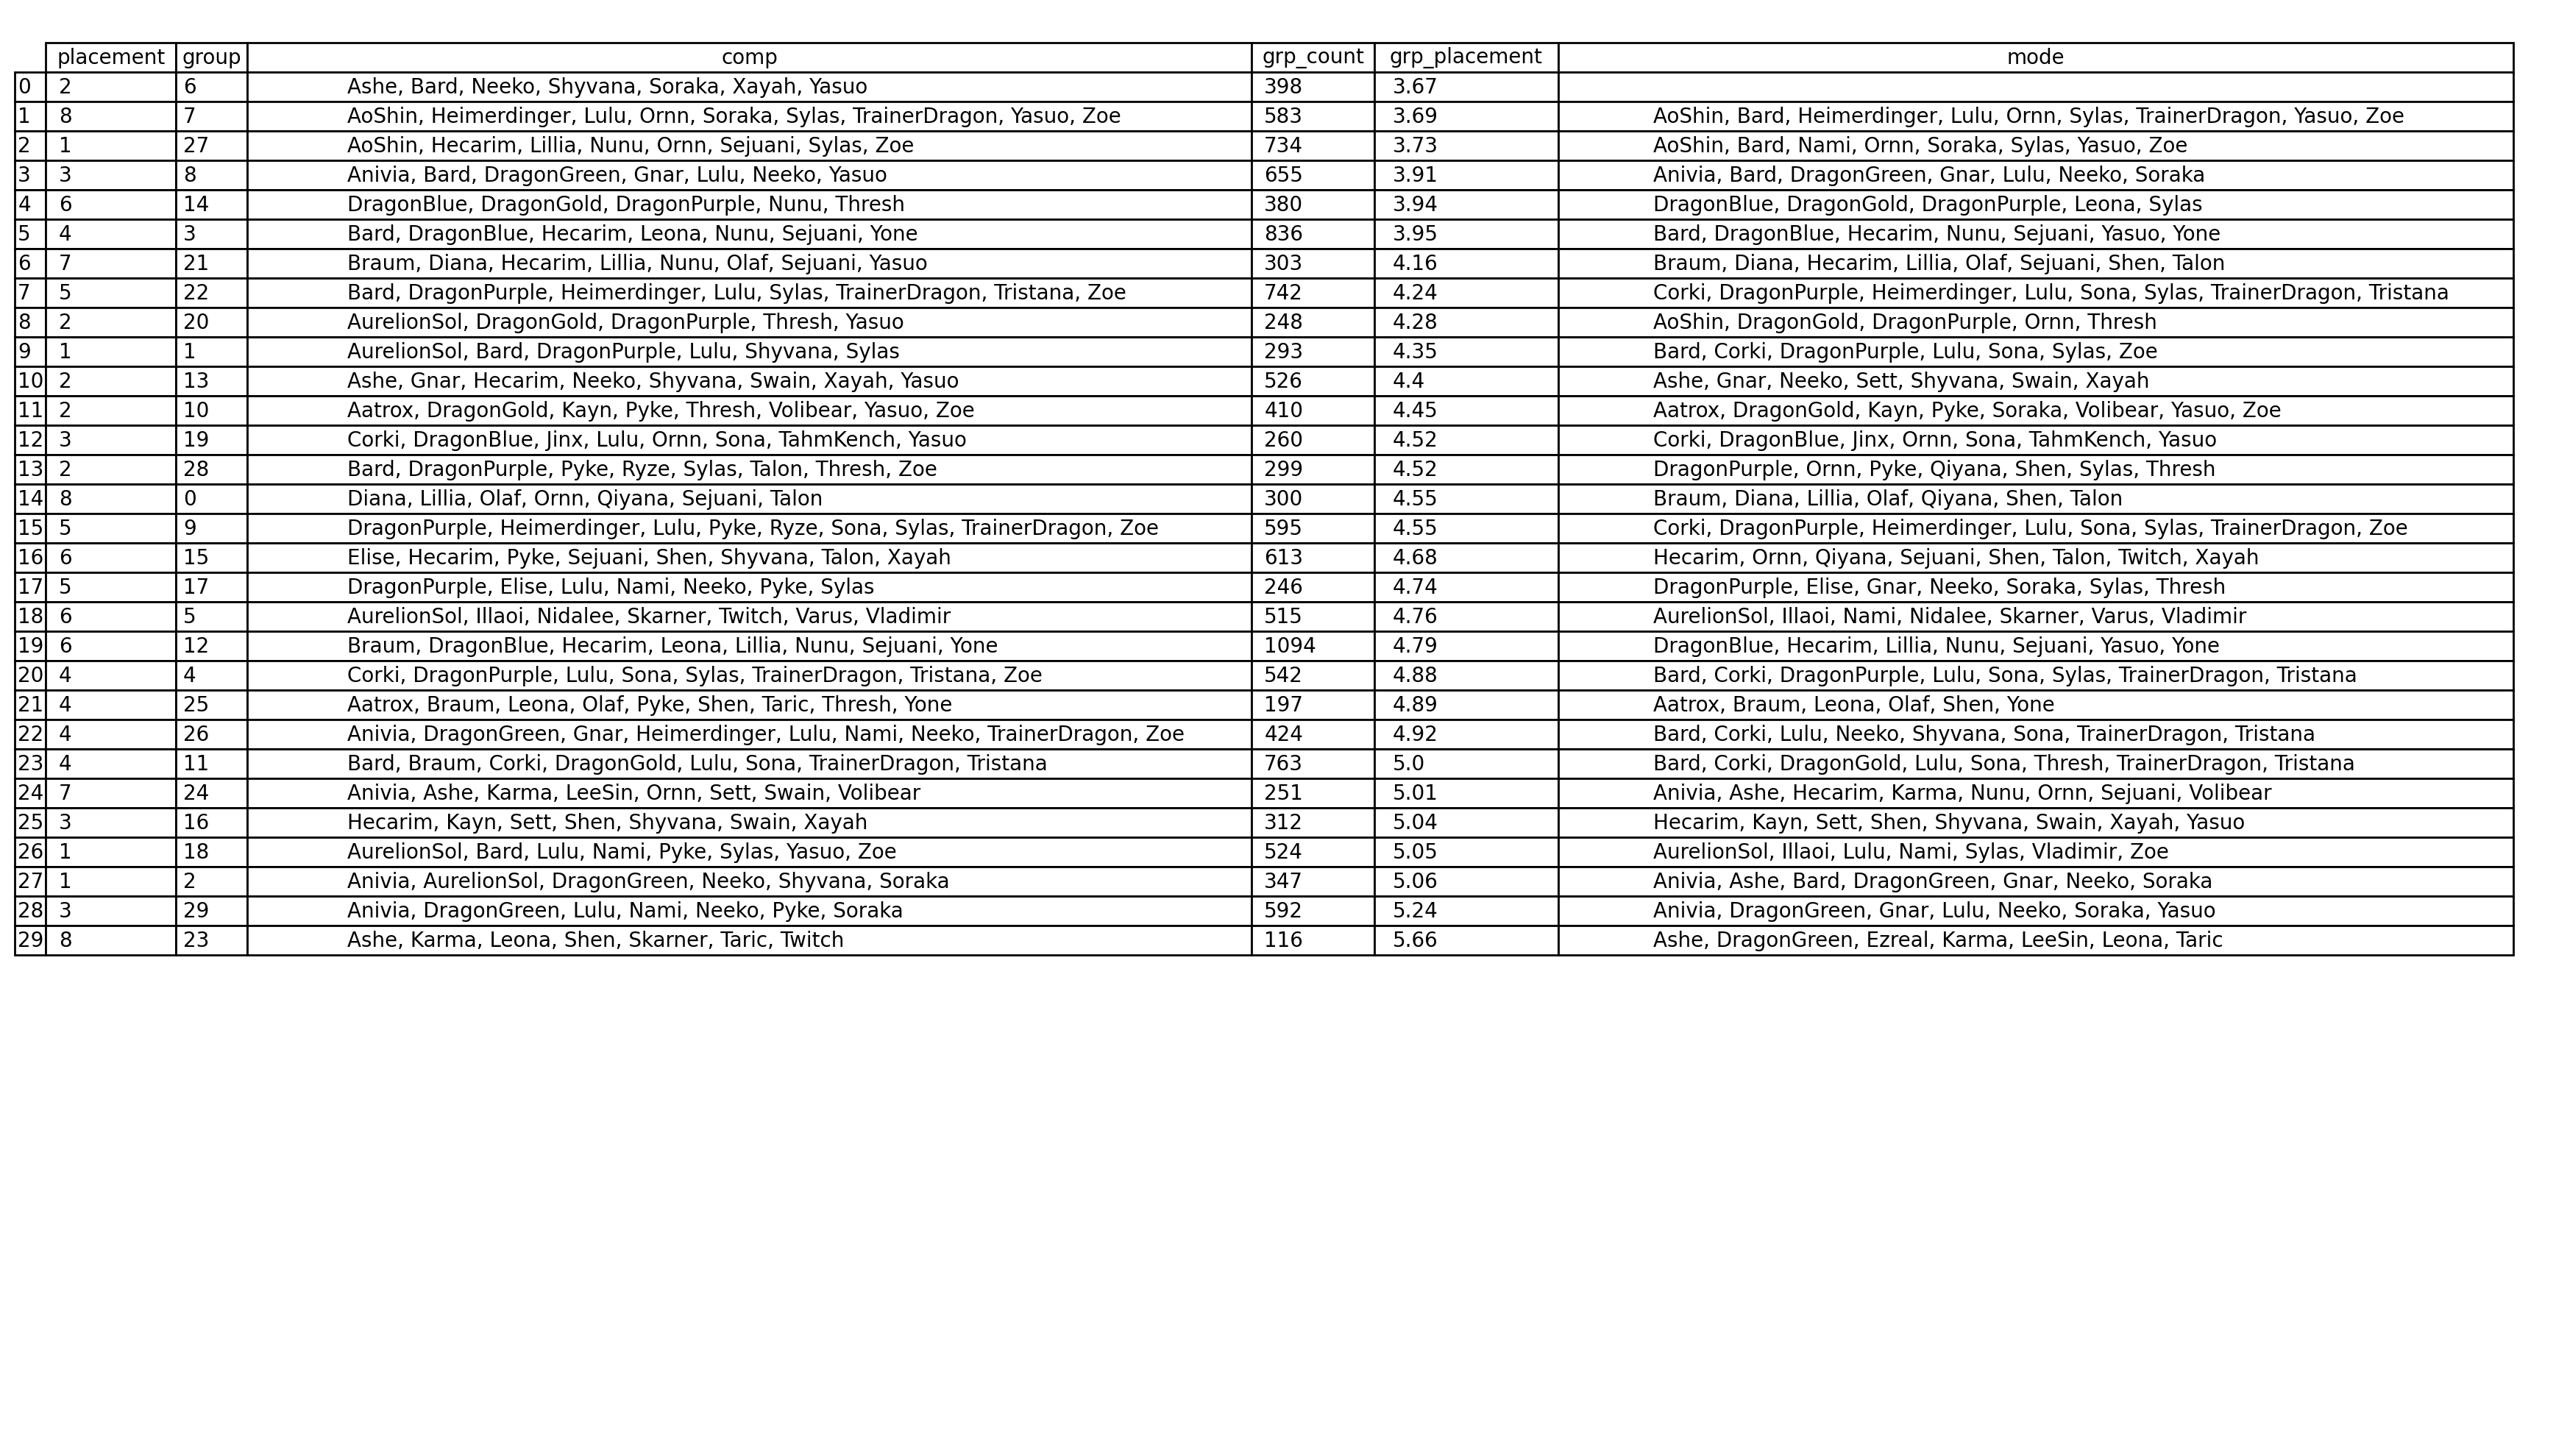 placement group comp grp_count grp_placement mode
0 2 6 Ashe, Bard, Neeko, Shyvana, Soraka, Xayah, Yasuo 398 3.67
1 8 7 AoShin, Heimerdinger, Lulu, Ornn, Soraka, Sylas, TrainerDragon, Yasuo, Zoe 583 3.69 AoShin, Bard, Heimerdinger, Lulu, Ornn, Sylas, TrainerDragon, Yasuo, Zoe
2 1 27 AoShin, Hecarim, Lillia, Nunu, Ornn, Sejuani, Sylas, Zoe 734 3.73 AoShin, Bard, Nami, Ornn, Soraka, Sylas, Yasuo, Zoe
3 3 8 Anivia, Bard, DragonGreen, Gnar, Lulu, Neeko, Yasuo 655 3.91 Anivia, Bard, DragonGreen, Gnar, Lulu, Neeko, Soraka
4 6 14 DragonBlue, DragonGold, DragonPurple, Nunu, Thresh 380 3.94 DragonBlue, DragonGold, DragonPurple, Leona, Sylas
5 4 3 Bard, DragonBlue, Hecarim, Leona, Nunu, Sejuani, Yone 836 3.95 Bard, DragonBlue, Hecarim, Nunu, Sejuani, Yasuo, Yone
6 7 21 Braum, Diana, Hecarim, Lillia, Nunu, Olaf, Sejuani, Yasuo 303 4.16 Braum, Diana, Hecarim, Lillia, Olaf, Sejuani, Shen, Talon
7 5 22 Bard, DragonPurple, Heimerdinger, Lulu, Sylas, TrainerDragon, Tristana, Zoe 742 4.24 Corki, DragonPurple, Heimerdinger, Lulu, Sona, Sylas, TrainerDragon, Tristana
8 2 20 AurelionSol, DragonGold, DragonPurple, Thresh, Yasuo 248 4.28 AoShin, DragonGold, DragonPurple, Ornn, Thresh
9 1 1 AurelionSol, Bard, DragonPurple, Lulu, Shyvana, Sylas 293 4.35 Bard, Corki, DragonPurple, Lulu, Sona, Sylas, Zoe
10 2 13 Ashe, Gnar, Hecarim, Neeko, Shyvana, Swain, Xayah, Yasuo 526 4.4 Ashe, Gnar, Neeko, Sett, Shyvana, Swain, Xayah
11 2 10 Aatrox, DragonGold, Kayn, Pyke, Thresh, Volibear, Yasuo, Zoe 410 4.45 Aatrox, DragonGold, Kayn, Pyke, Soraka, Volibear, Yasuo, Zoe
12 3 19 Corki, DragonBlue, Jinx, Lulu, Ornn, Sona, TahmKench, Yasuo 260 4.52 Corki, DragonBlue, Jinx, Ornn, Sona, TahmKench, Yasuo
13 2 28 Bard, DragonPurple, Pyke, Ryze, Sylas, Talon, Thresh, Zoe 299 4.52 DragonPurple, Ornn, Pyke, Qiyana, Shen, Sylas, Thresh
14 8 0 Diana, Lillia, Olaf, Ornn, Qiyana, Sejuani, Talon 300 4.55 Braum, Diana, Lillia, Olaf, Qiyana, Shen, Talon
15 5 9 DragonPurple, Heimerdinger, Lulu, Pyke, Ryze, Sona, Sylas, TrainerDragon, Zoe 595 4.55 Corki, DragonPurple, Heimerdinger, Lulu, Sona, Sylas, TrainerDragon, Zoe
16 6 15 Elise, Hecarim, Pyke, Sejuani, Shen, Shyvana, Talon, Xayah 613 4.68 Hecarim, Ornn, Qiyana, Sejuani, Shen, Talon, Twitch, Xayah
17 5 17 DragonPurple, Elise, Lulu, Nami, Neeko, Pyke, Sylas 246 4.74 DragonPurple, Elise, Gnar, Neeko, Soraka, Sylas, Thresh
18 6 5 AurelionSol, Illaoi, Nidalee, Skarner, Twitch, Varus, Vladimir 515 4.76 AurelionSol, Illaoi, Nami, Nidalee, Skarner, Varus, Vladimir
19 6 12 Braum, DragonBlue, Hecarim, Leona, Lillia, Nunu, Sejuani, Yone 1094 4.79 DragonBlue, Hecarim, Lillia, Nunu, Sejuani, Yasuo, Yone
20 4 4 Corki, DragonPurple, Lulu, Sona, Sylas, TrainerDragon, Tristana, Zoe 542 4.88 Bard, Corki, DragonPurple, Lulu, Sona, Sylas, TrainerDragon, Tristana
21 4 25 Aatrox, Braum, Leona, Olaf, Pyke, Shen, Taric, Thresh, Yone 197 4.89 Aatrox, Braum, Leona, Olaf, Shen, Yone
22 4 26 Anivia, DragonGreen, Gnar, Heimerdinger, Lulu, Nami, Neeko, TrainerDragon, Zoe 424 4.92 Bard, Corki, Lulu, Neeko, Shyvana, Sona, TrainerDragon, Tristana
23 4 11 Bard, Braum, Corki, DragonGold, Lulu, Sona, TrainerDragon, Tristana 763 5.0 Bard, Corki, DragonGold, Lulu, Sona, Thresh, TrainerDragon, Tristana
24 7 24 Anivia, Ashe, Karma, LeeSin, Ornn, Sett, Swain, Volibear 251 5.01 Anivia, Ashe, Hecarim, Karma, Nunu, Ornn, Sejuani, Volibear
25 3 16 Hecarim, Kayn, Sett, Shen, Shyvana, Swain, Xayah 312 5.04 Hecarim, Kayn, Sett, Shen, Shyvana, Swain, Xayah, Yasuo
26 1 18 AurelionSol, Bard, Lulu, Nami, Pyke, Sylas, Yasuo, Zoe 524 5.05 AurelionSol, Illaoi, Lulu, Nami, Sylas, Vladimir, Zoe
27 1 2 Anivia, AurelionSol, DragonGreen, Neeko, Shyvana, Soraka 347 5.06 Anivia, Ashe, Bard, DragonGreen, Gnar, Neeko, Soraka
28 3 29 Anivia, DragonGreen, Lulu, Nami, Neeko, Pyke, Soraka 592 5.24 Anivia, DragonGreen, Gnar, Lulu, Neeko, Soraka, Yasuo
29 8 23 Ashe, Karma, Leona, Shen, Skarner, Taric, Twitch 116 5.66 Ashe, DragonGreen, Ezreal, Karma, LeeSin, Leona, Taric